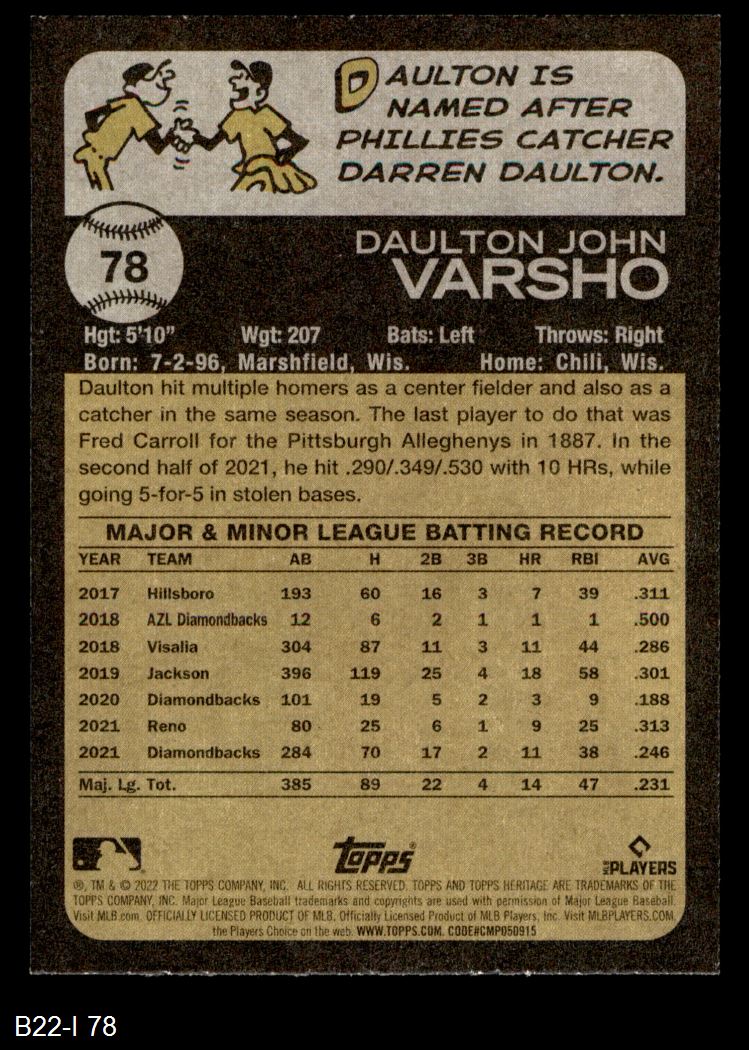 DAULTON IS
NAMED AFTER
PHILLIES CATCHER
DARREN DAULTON.
78
DAULTON JOHN
VARSHO
Hgt: 5'10" Wgt: 207 Bats: Left Throws: Right
Born: 7-2-96, Marshfield, Wis. Home: Chili, Wis.
Daulton hit multiple homers as a center fielder and also as a
catcher in the same season. The last player to do that was
Fred Carroll for the Pittsburgh Alleghenys in 1887. In the
second half of 2021, he hit .290/.349/.530 with 10 HRs, while
going 5-for-5 in stolen bases.
MAJOR & MINOR LEAGUE BATTING RECORD
YEAR TEAM AB H 2B 3B HR RBI AVG
2017 Hillsboro 193 60 16 3 7 39 .311
2018 AZL Diamondbacks 12 6 2 1 1 1 .500
2018 Visalia 304 87 11 3 11 44 .286
2019 Jackson 396 119 25 4 18 58 .301
2020 Diamondbacks 101 19 5 2 3 9 .188
2021 Reno 80 25 6 1 9 25 .313
2021 Diamondbacks 284 70 17 2 11 38 .246
Maj. Lg. Tot. 385 89 22 4 14 47 .231
Topps
MLB PLAYERS
®, TM & © 2022 THE TOPPS COMPANY, INC. ALL RIGHTS RESERVED. TOPPS AND TOPPS HERITAGE ARE TRADEMARKS OF THE
TOPPS COMPANY, INC. Major League Baseball trademarks and copyrights are used with permission of Major League Baseball.
Visit MLB.com. OFFICIALLY LICENSED PRODUCT OF MLB. Officially Licensed Product of MLB Players, Inc. Visit MLBPLAYERS.COM,
the Players Choice on the web. WWW.TOPPS.COM. CODE#CMP050915
B22-I 78